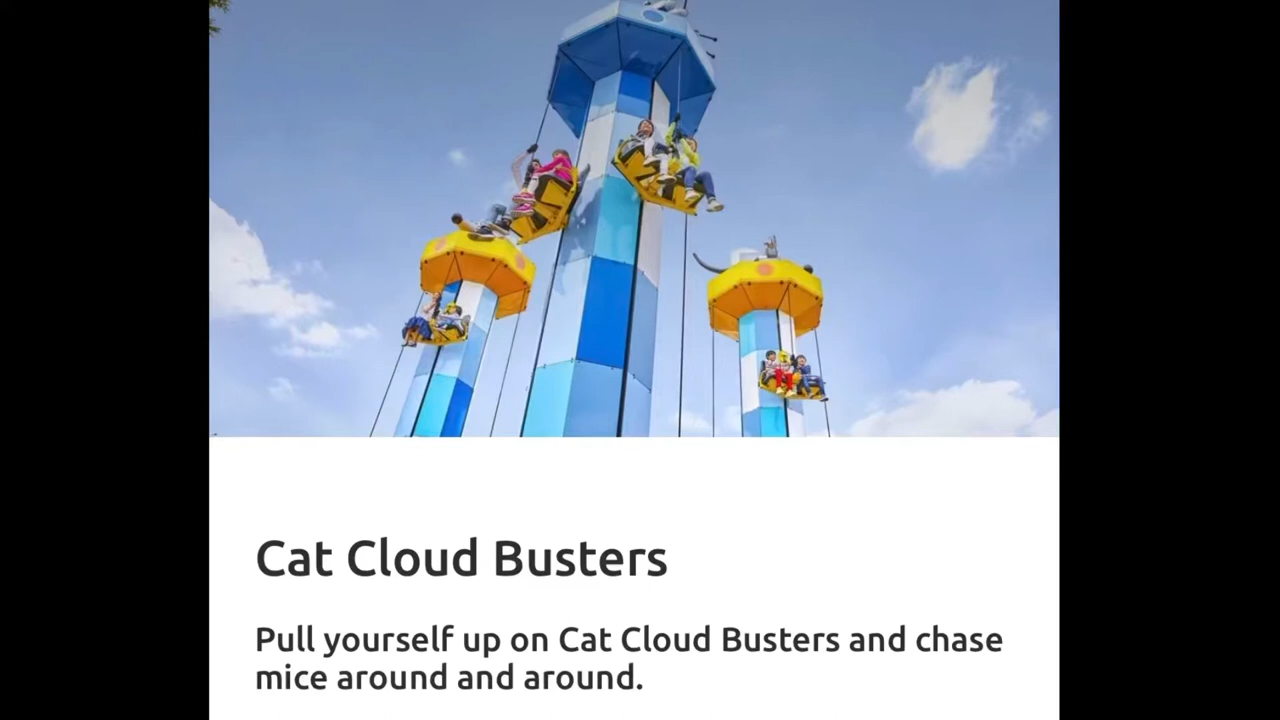 Cat Cloud Busters
Pull yourself up on Cat Cloud Busters and chase
mice around and around.